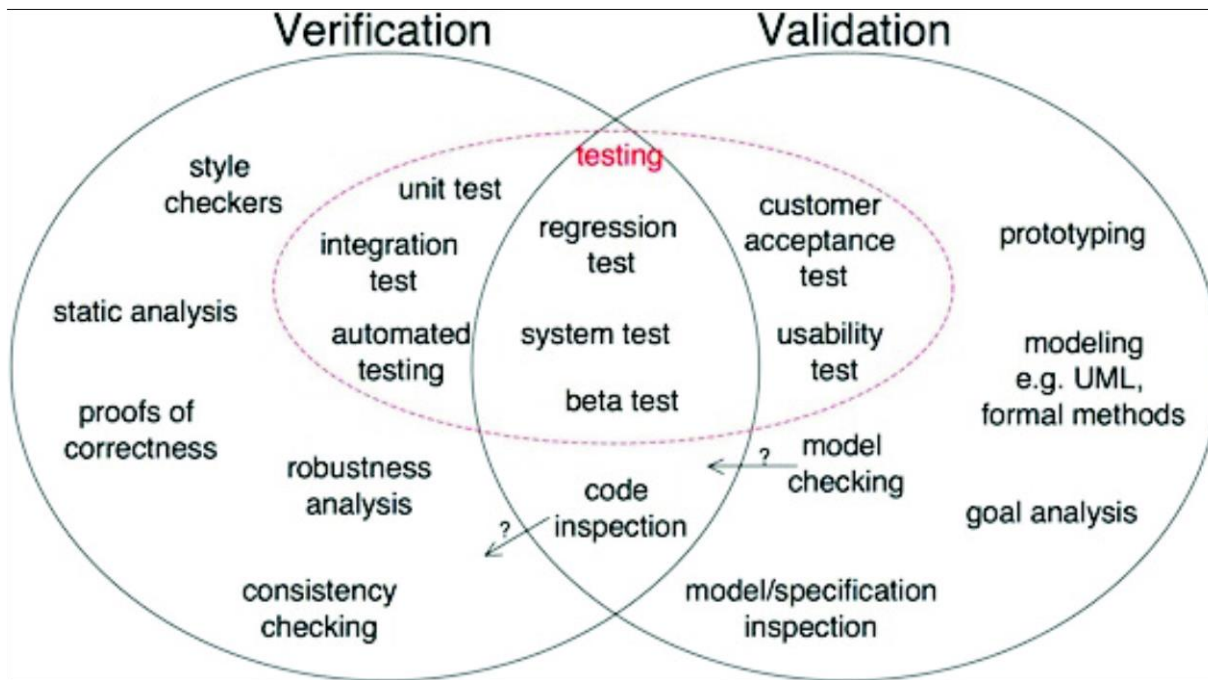 Verification
Validation
testing
style
checkers
unit test
integration
test
automated
testing
static analysis
proofs of
correctness
robustness
analysis
consistency
checking
regression
test
system test
beta test
code
inspection
?
customer
acceptance
test
usability
test
prototyping
modeling
e.g. UML,
formal methods
?
model
checking
goal analysis
model/specification
inspection